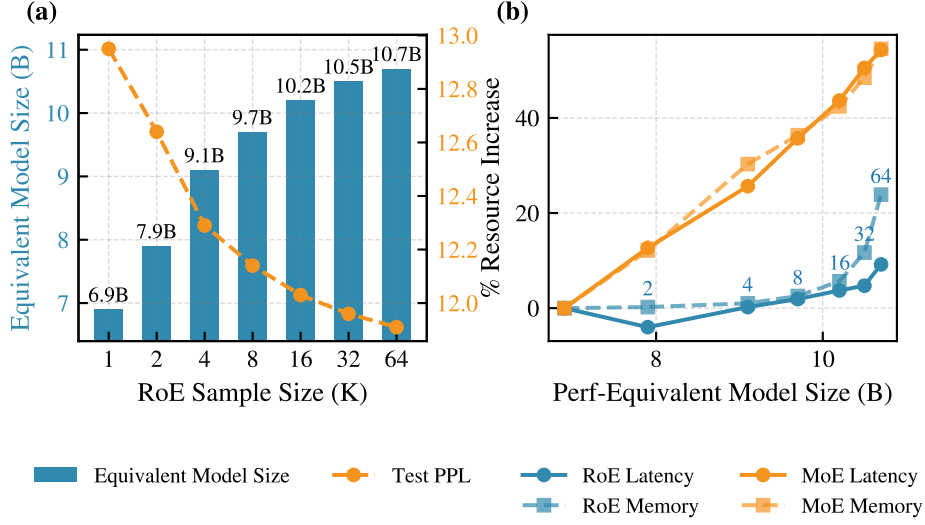 (a)
(b)
Equivalent Model Size (B)
11
10
9
8
7
6.9B
7.9B
9.1B
9.7B
10.2B
10.5B
10.7B
13.0
12.8
12.6
12.4
12.2
12.0
1 2 4 8 16 32 64
RoE Sample Size (K)
% Resource Increase
40
20
0
2
4
8
16
32
64
8 10
Perf-Equivalent Model Size (B)
Equivalent Model Size
Test PPL
RoE Latency
MoE Latency
RoE Memory
MoE Memory